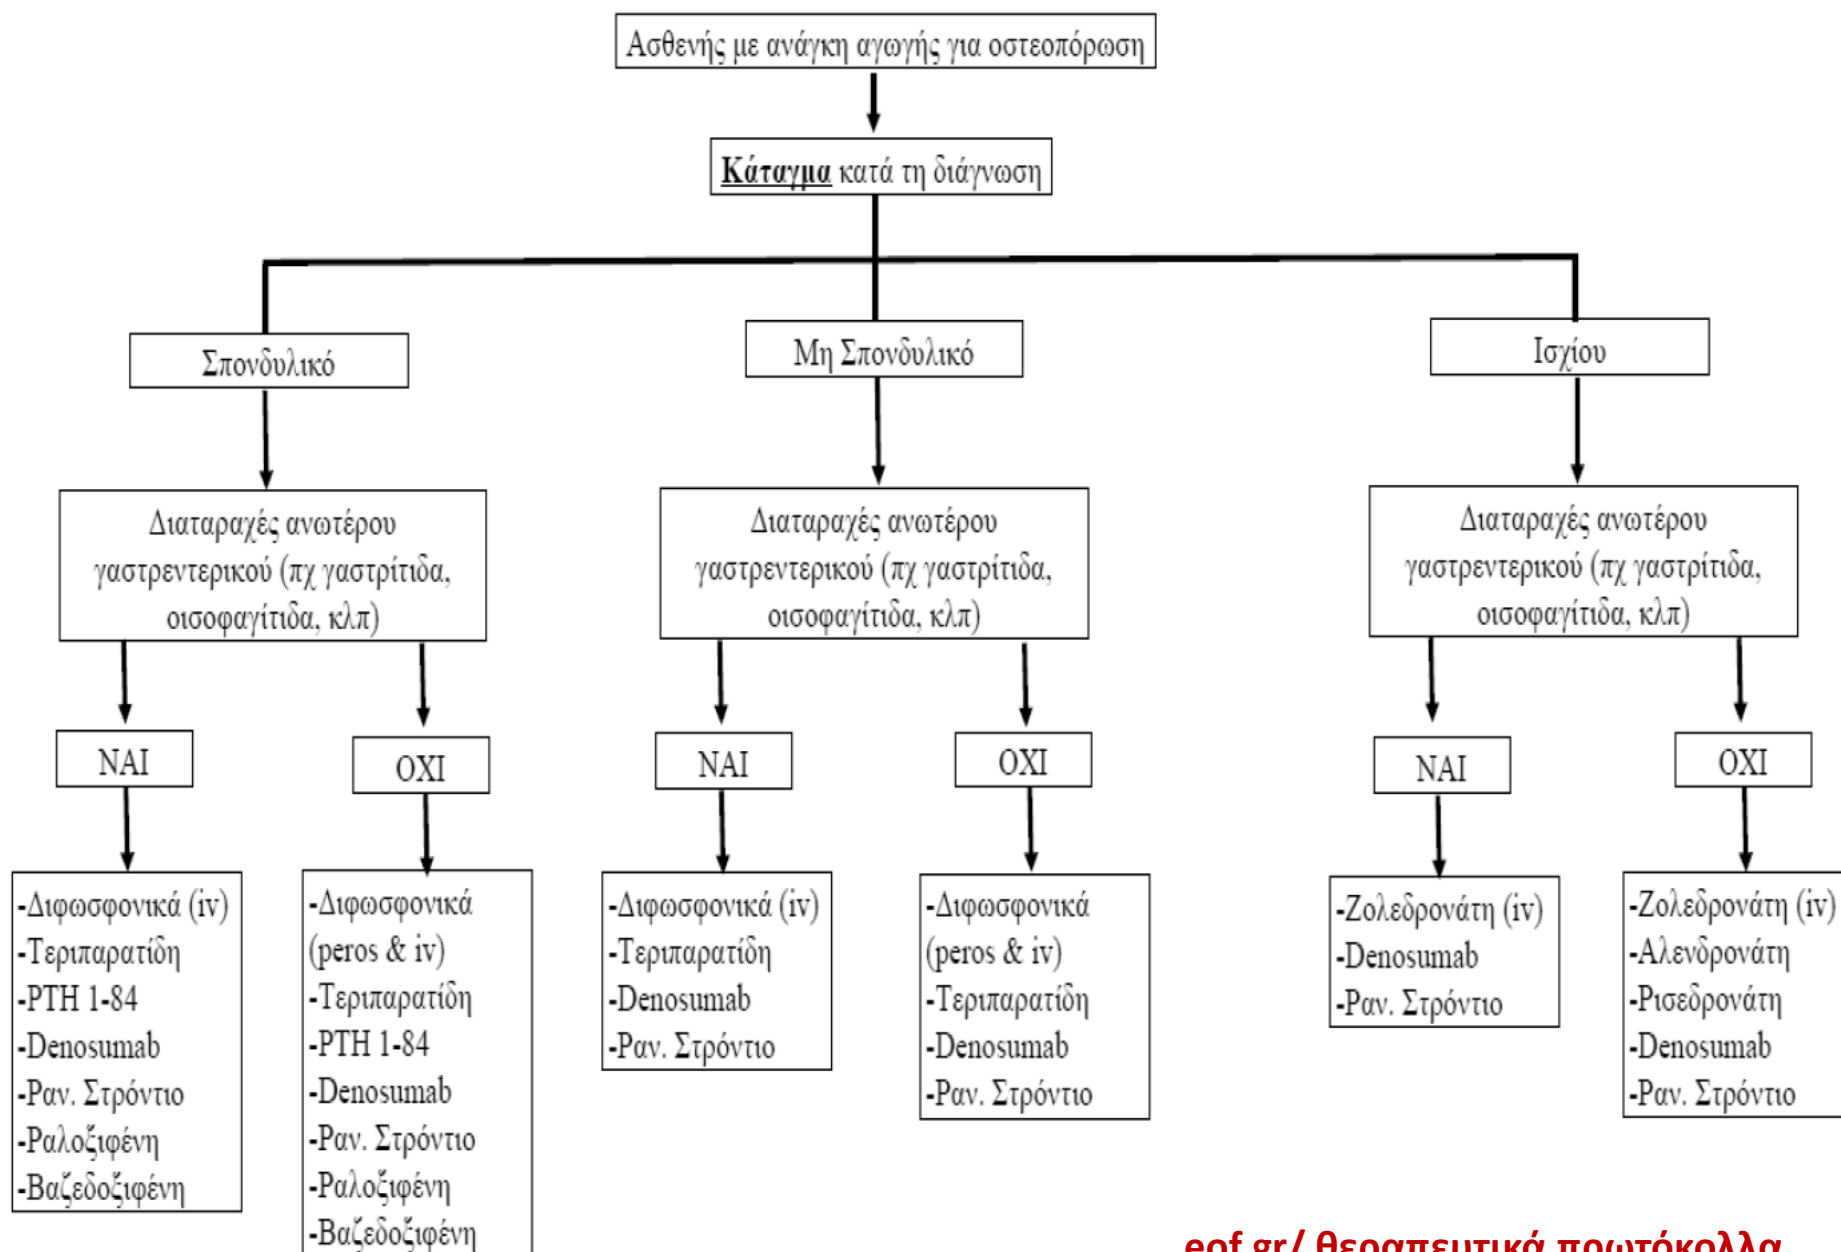 Ασθενής με ανάγκη αγωγής για οστεοπόρωση
Κάταγμα κατά τη διάγνωση
Σπονδυλικό
Μη Σπονδυλικό
Ισχίου
Διαταραχές ανωτέρου
γαστρεντερικού (πχ γαστρίτιδα,
οισοφαγίτιδα, κλπ)
Διαταραχές ανωτέρου
γαστρεντερικού (πχ γαστρίτιδα,
οισοφαγίτιδα, κλπ)
Διαταραχές ανωτέρου
γαστρεντερικού (πχ γαστρίτιδα,
οισοφαγίτιδα, κλπ)
ΝΑΙ
ΟΧΙ
ΝΑΙ
ΟΧΙ
ΝΑΙ
ΟΧΙ
-Διφωσφονικά (iv)
-Τεριπαρατίδη
-PTH 1-84
-Denosumab
-Ραν. Στρόντιο
-Ραλοξιφένη
-Βαζεδοξιφένη
-Διφωσφονικά
(peros & iv)
-Τεριπαρατίδη
-PTH 1-84
-Denosumab
-Ραν. Στρόντιο
-Ραλοξιφένη
-Βαζεδοξιφένη
-Διφωσφονικά (iv)
-Τεριπαρατίδη
-Denosumab
-Ραν. Στρόντιο
-Διφωσφονικά
(peros & iv)
-Τεριπαρατίδη
-Denosumab
-Ραν. Στρόντιο
-Ζολεδρονάτη (iv)
-Denosumab
-Ραν. Στρόντιο
-Ζολεδρονάτη (iv)
-Αλενδρονάτη
-Ρισεδρονάτη
-Denosumab
-Ραν. Στρόντιο
eof.gr/ θεραπευτικά πρωτόκολλα